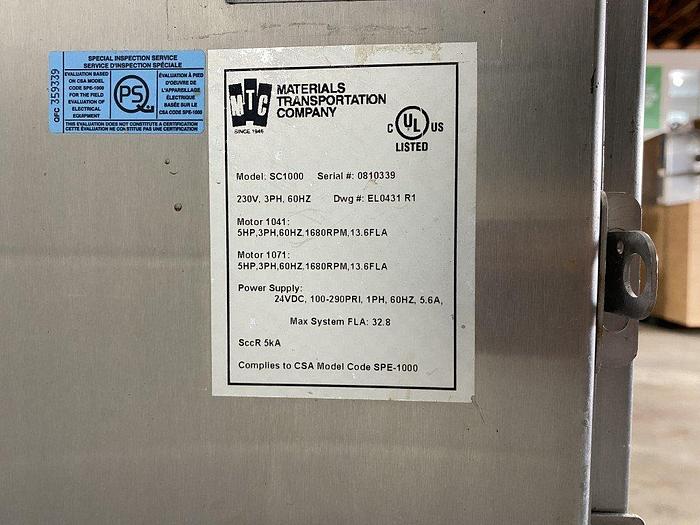 SPECIAL INSPECTION SERVICE
SERVICE D'INSPECTION SPÉCIALE
QPC 359339
EVALUATION BASED
ON CSA MODEL
CODE SPE-1000
FOR THE FIELD
EVALUATION OF
ELECTRICAL
EQUIPMENT
PS
ÉVALUATION À PIED
D'OEUVRE DE
L'APPAREILLAGE
ÉLECTRIQUE
BASÉE SUR LE
CSA CODE SPE-1000
THIS EVALUATION DOES NOT CONSTITUTE A CERTIFICATION
CETTE ÉVALUATION NE CONSTITUE PAS UNE CERTIFICATION
MTC
SINCE 1946
MATERIALS
TRANSPORTATION
COMPANY
C UL US
LISTED
Model: SC1000 Serial #: 0810339
230V, 3PH, 60HZ Dwg #: EL0431 R1
Motor 1041:
5HP,3PH,60HZ,1680RPM,13.6FLA
Motor 1071:
5HP,3PH,60HZ,1680RPM,13.6FLA
Power Supply:
24VDC, 100-290PRI, 1PH, 60HZ, 5.6A,
Max System FLA: 32.8
SccR 5kA
Complies to CSA Model Code SPE-1000